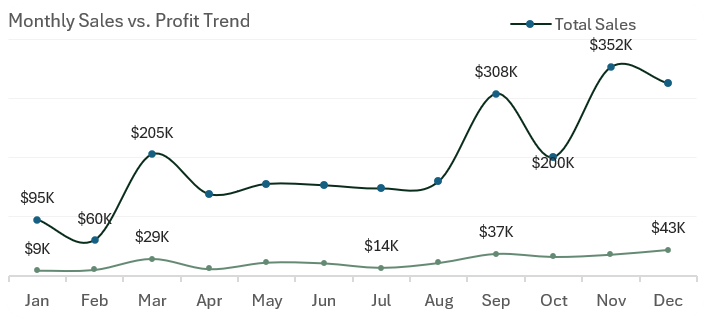 Monthly Sales vs. Profit Trend
Total Sales
$352K
$308K
$205K
$200K
$95K
$60K
$43K
$37K
$29K
$14K
$9K
Jan Feb Mar Apr May Jun Jul Aug Sep Oct Nov Dec